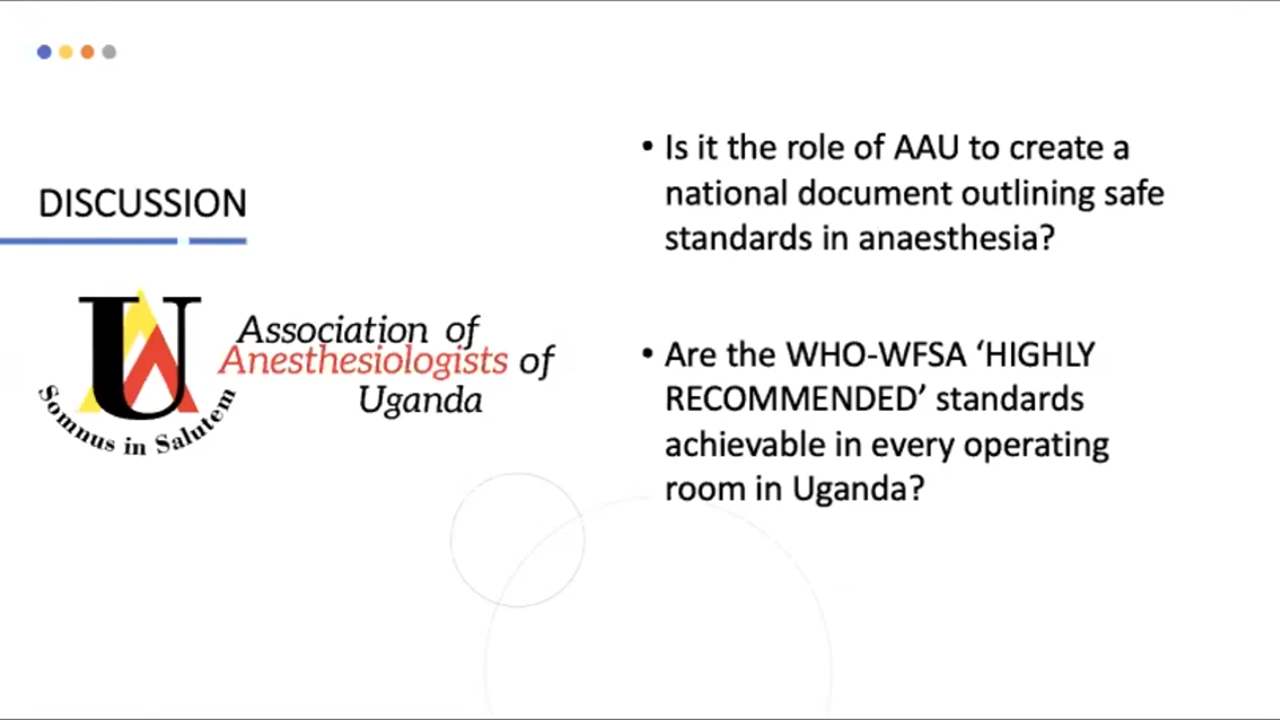 DISCUSSION
U
Somnus in Salutem
Association of
Anesthesiologists of
Uganda
• Is it the role of AAU to create a
national document outlining safe
standards in anaesthesia?
• Are the WHO-WFSA ‘HIGHLY
RECOMMENDED’ standards
achievable in every operating
room in Uganda?